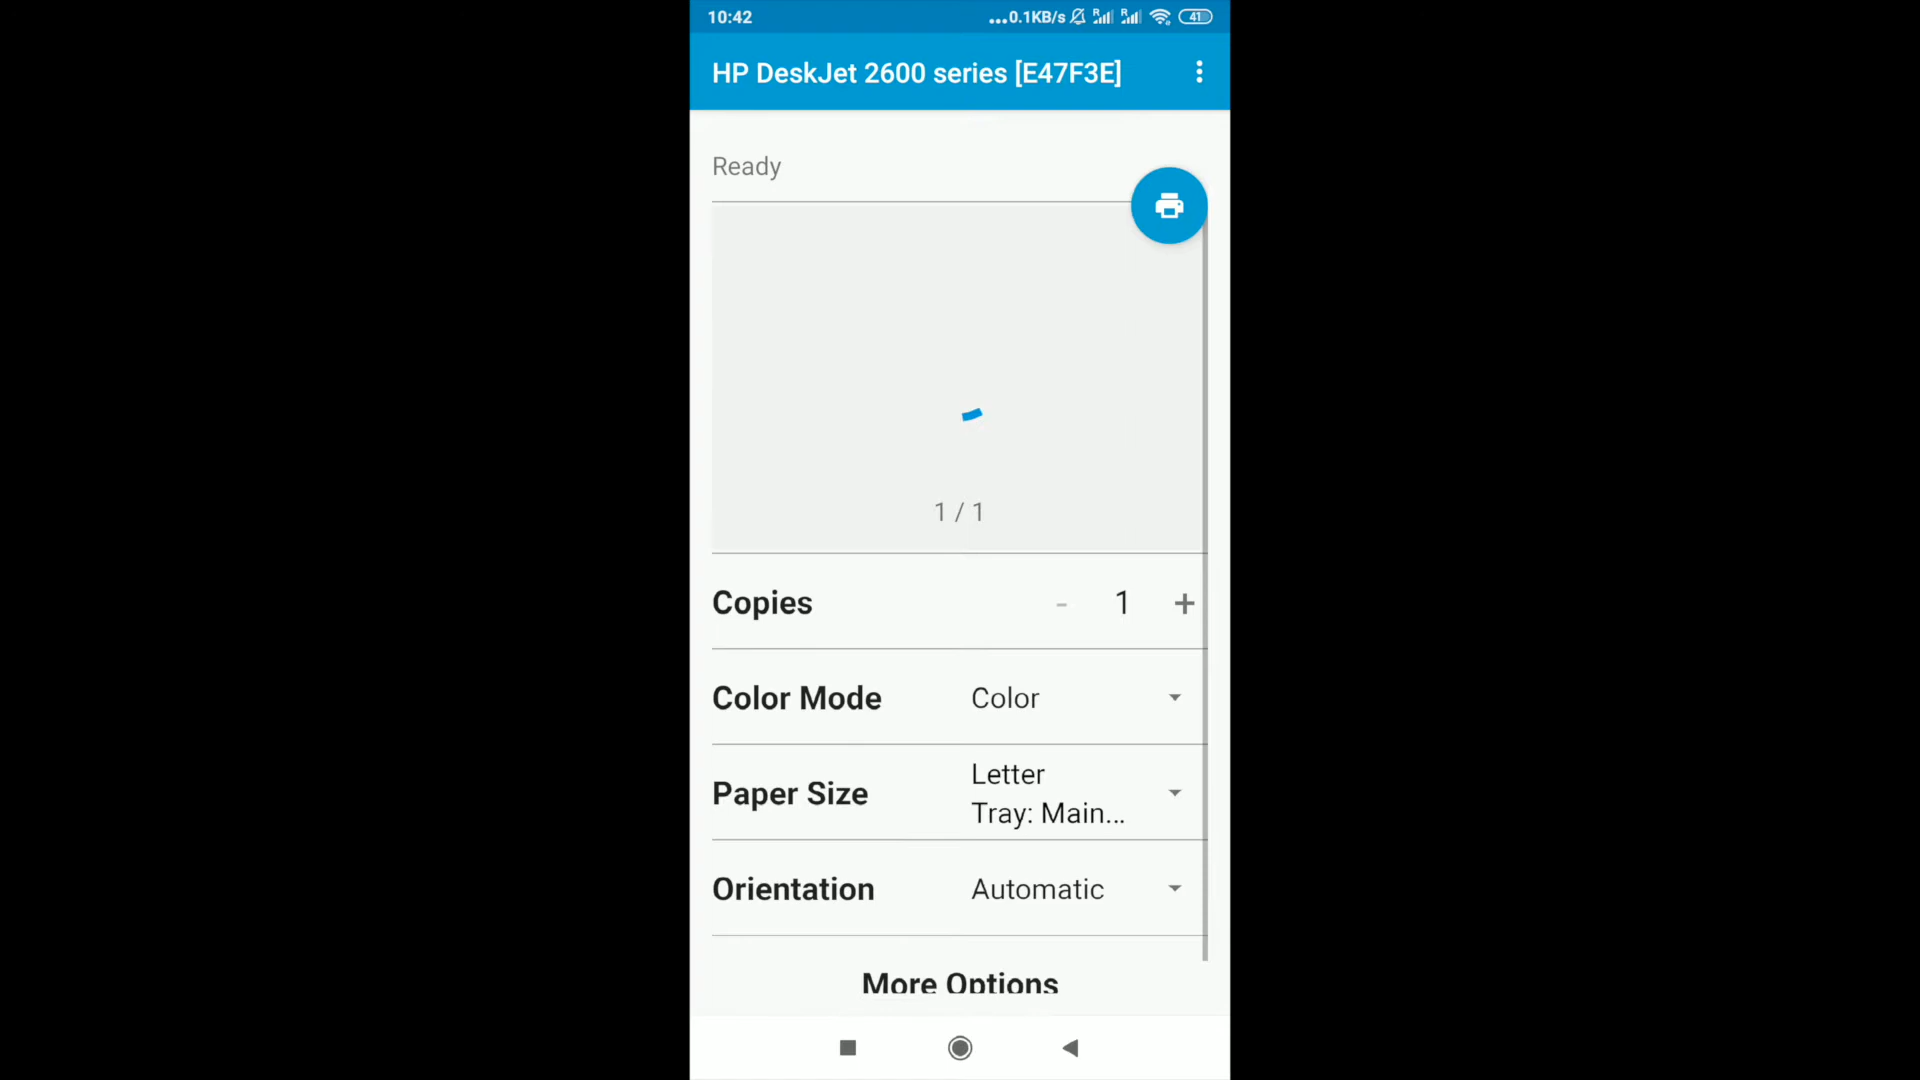 10:42
...0.1KB/s
R
R
41
HP DeskJet 2600 series [E47F3E]
Ready
1 / 1
Copies
- 1 +
Color Mode
Color
Paper Size
Letter
Tray: Main...
Orientation
Automatic
More Options